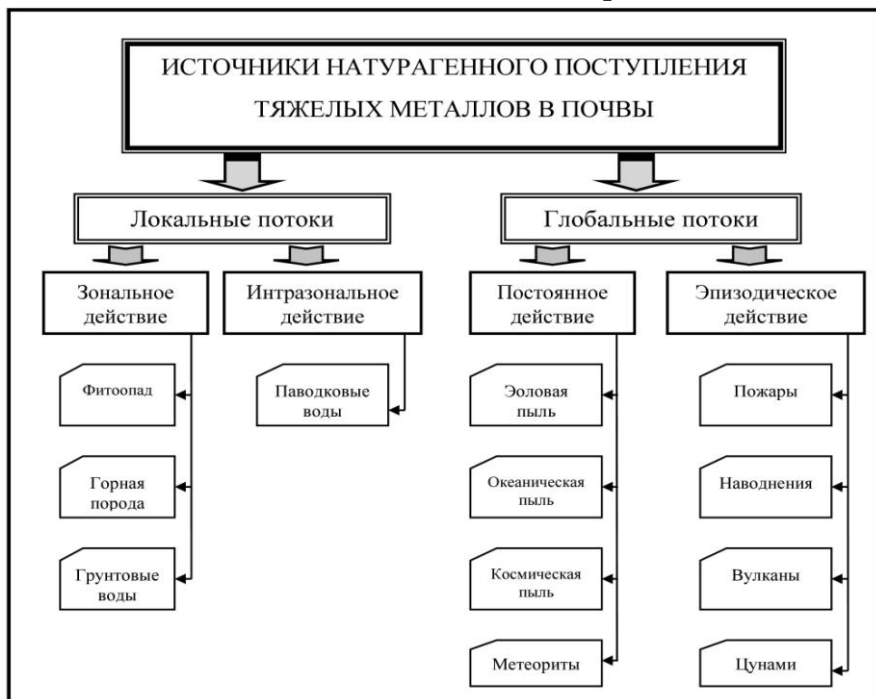 ИСТОЧНИКИ НАТУРАГЕННОГО ПОСТУПЛЕНИЯ
ТЯЖЕЛЫХ МЕТАЛЛОВ В ПОЧВЫ
Локальные потоки
Глобальные потоки
Зональное
действие
Интразональное
действие
Постоянное
действие
Эпизодическое
действие
Фитоопад
Горная
порода
Грунтовые
воды
Паводковые
воды
Эоловая
пыль
Океаническая
пыль
Космическая
пыль
Метеориты
Пожары
Наводнения
Вулканы
Цунами